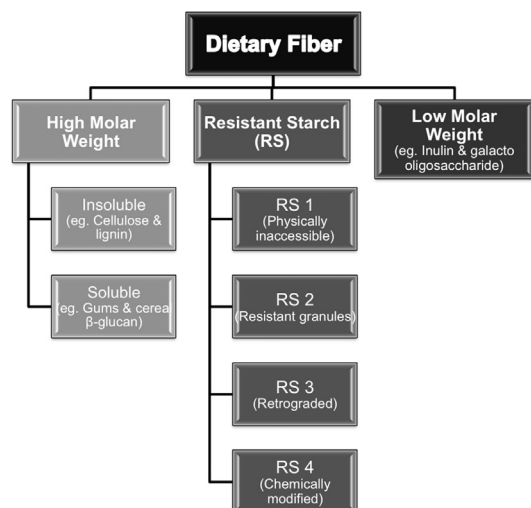 Dietary Fiber
High Molar
Weight
Resistant Starch
(RS)
Low Molar
Weight
(eg. Inulin & galacto
oligosaccharide)
Insoluble
(eg. Cellulose &
lignin)
Soluble
(eg. Gums & cereal
β-glucan)
RS 1
(Physically
inaccessible)
RS 2
(Resistant granules)
RS 3
(Retrograded)
RS 4
(Chemically
modified)